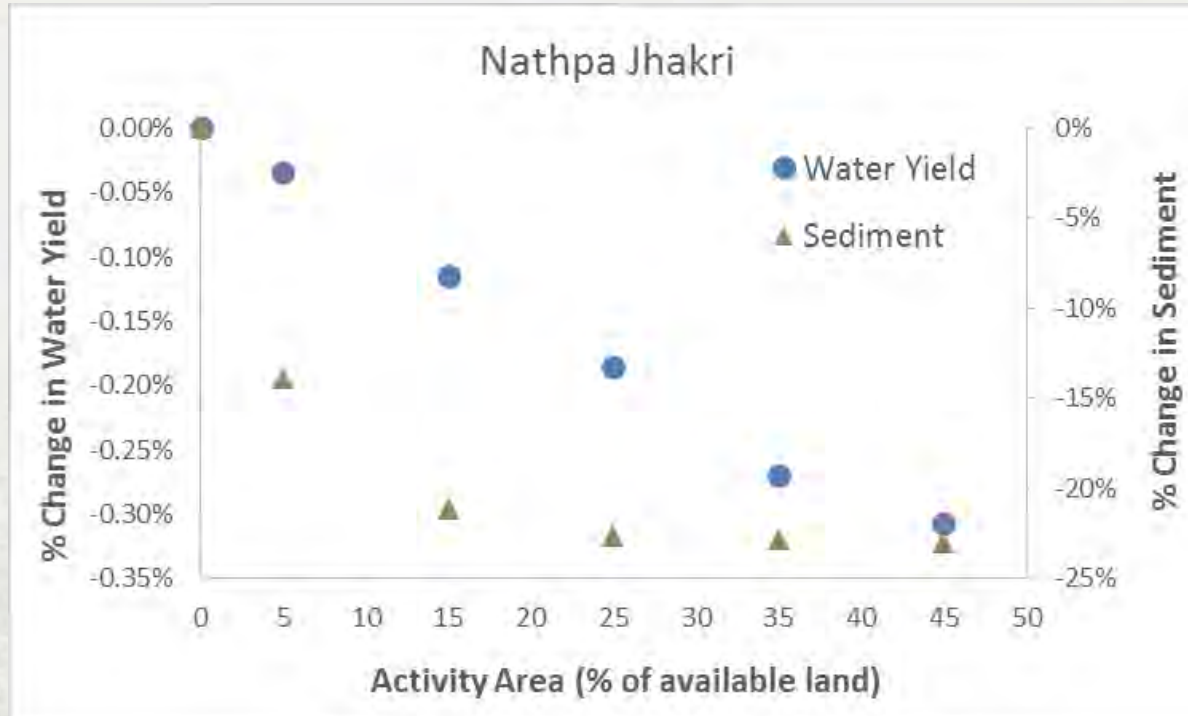 Nathpa Jhakri
% Change in Water Yield
0.00%
-0.05%
-0.10%
-0.15%
-0.20%
-0.25%
-0.30%
-0.35%
Water Yield
Sediment
0%
-5%
-10%
-15%
-20%
-25%
% Change in Sediment
0 5 10 15 20 25 30 35 40 45 50
Activity Area (% of available land)